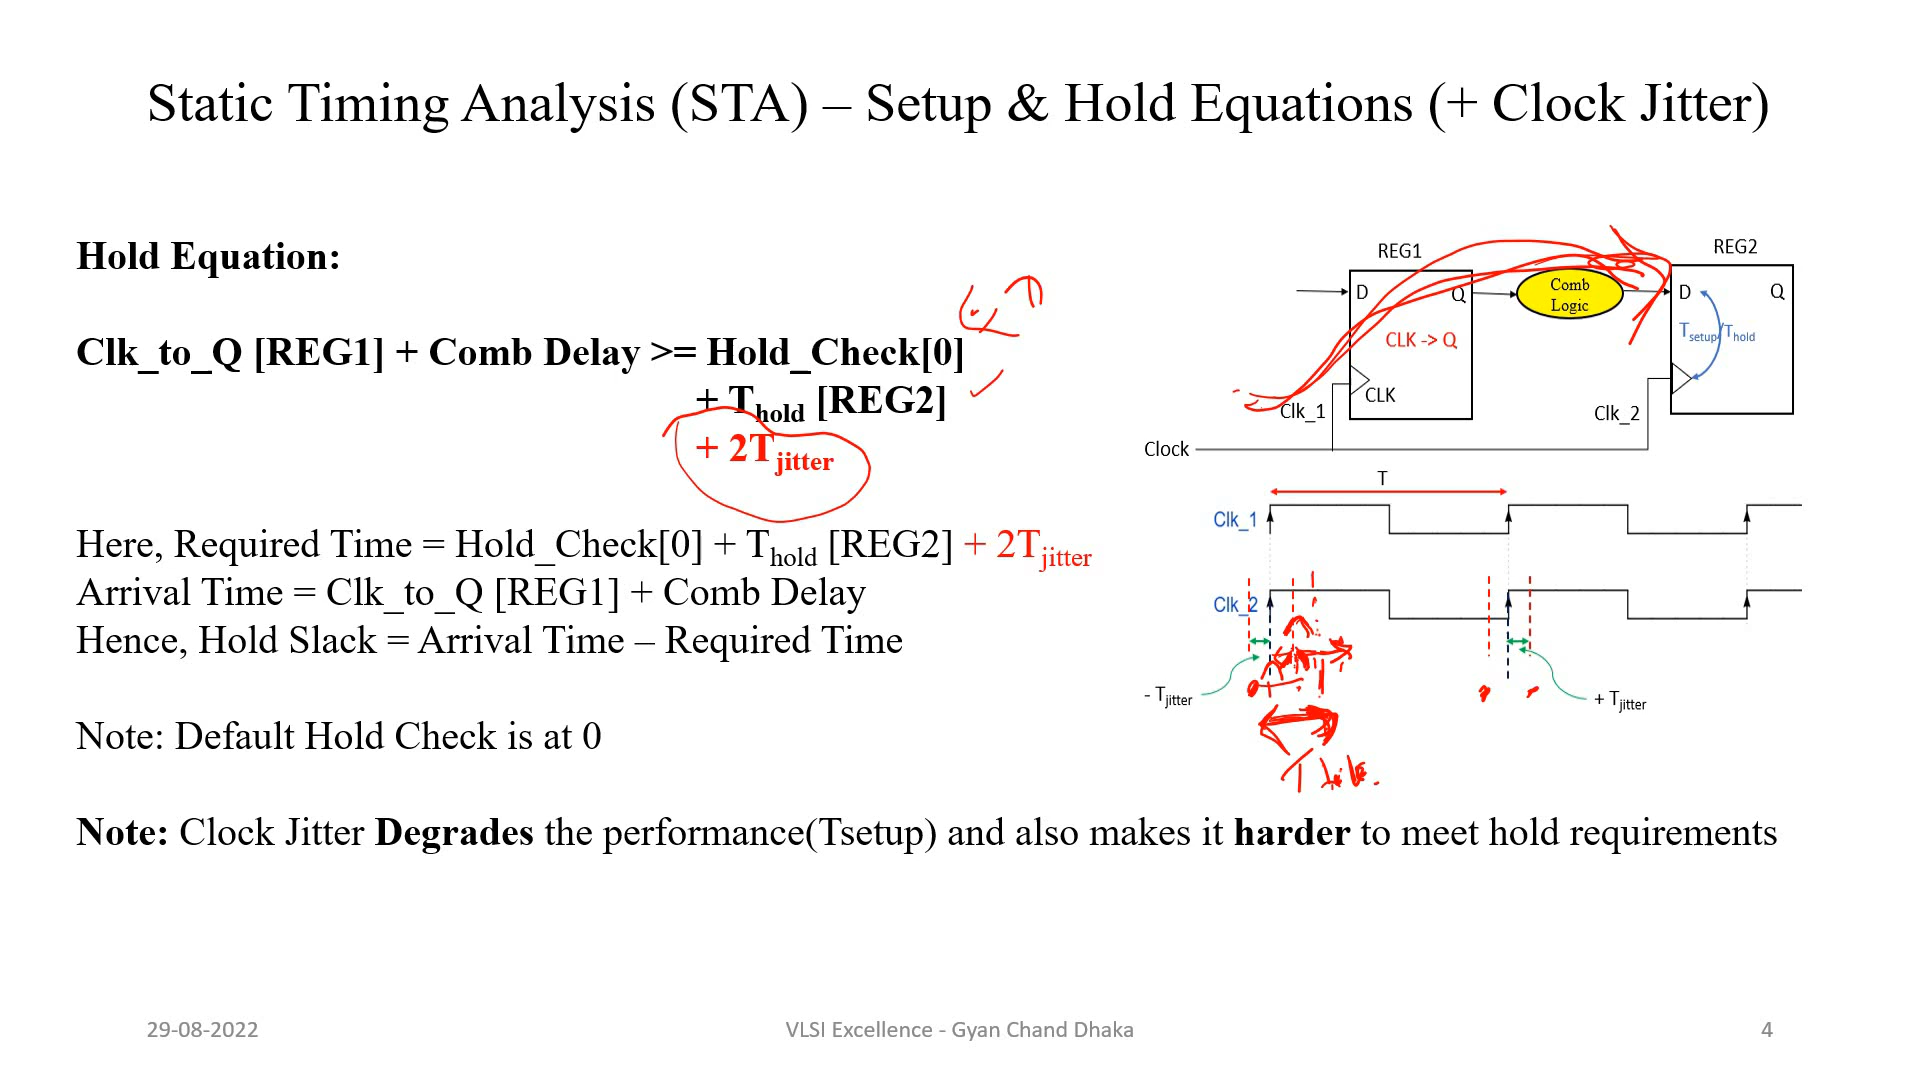 Static Timing Analysis (STA) – Setup & Hold Equations (+ Clock Jitter)
Hold Equation:
Clk_to_Q [REG1] + Comb Delay >= Hold_Check[0]
+ Thold [REG2]
+ 2Tjitter
Here, Required Time = Hold_Check[0] + Thold [REG2] + 2Tjitter
Arrival Time = Clk_to_Q [REG1] + Comb Delay
Hence, Hold Slack = Arrival Time – Required Time
Note: Default Hold Check is at 0
Note: Clock Jitter Degrades the performance(Tsetup) and also makes it harder to meet hold requirements
REG1
REG2
D
Q
Comb
Logic
D
Q
CLK -> Q
Tsetup/Thold
CLK
Clk_1
Clk_2
Clock
T
Clk_1
Clk_2
- Tjitter
+ Tjitter
29-08-2022
VLSI Excellence - Gyan Chand Dhaka
4